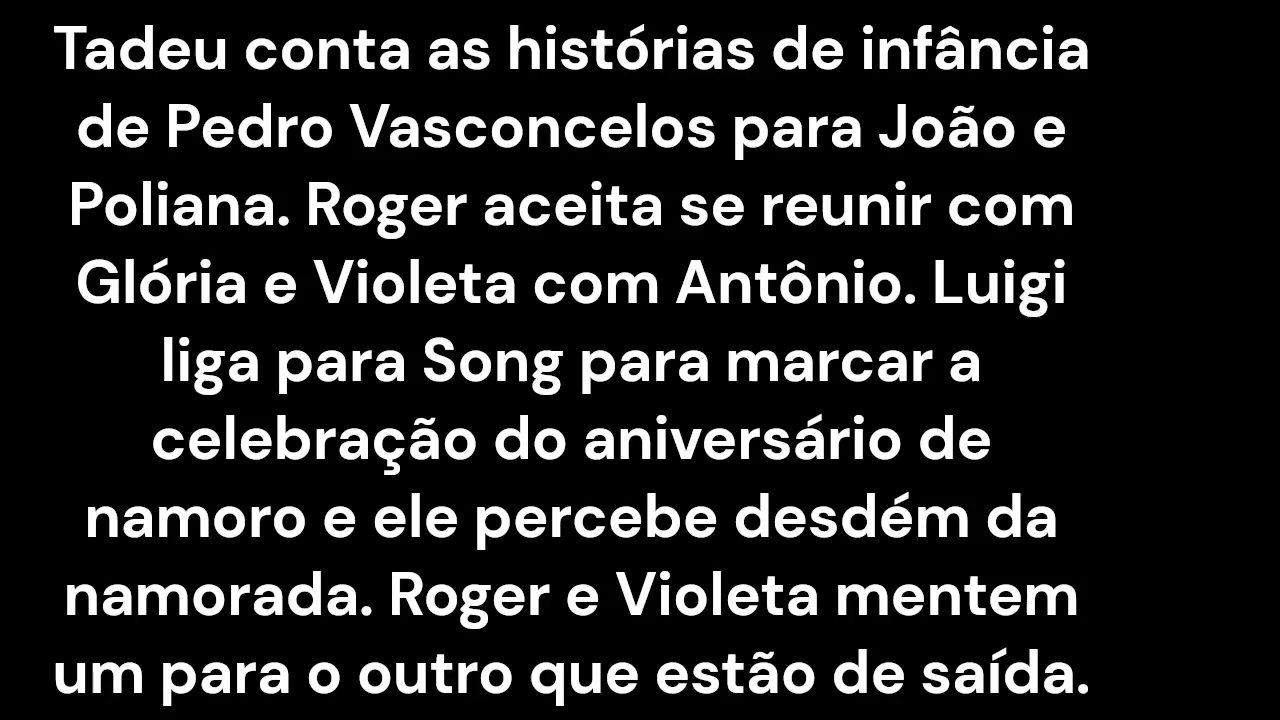 Tadeu conta as histórias de infância
de Pedro Vasconcelos para João e
Poliana. Roger aceita se reunir com
Glória e Violeta com Antônio. Luigi
liga para Song para marcar a
celebração do aniversário de
namoro e ele percebe desdém da
namorada. Roger e Violeta mentem
um para o outro que estão de saída.